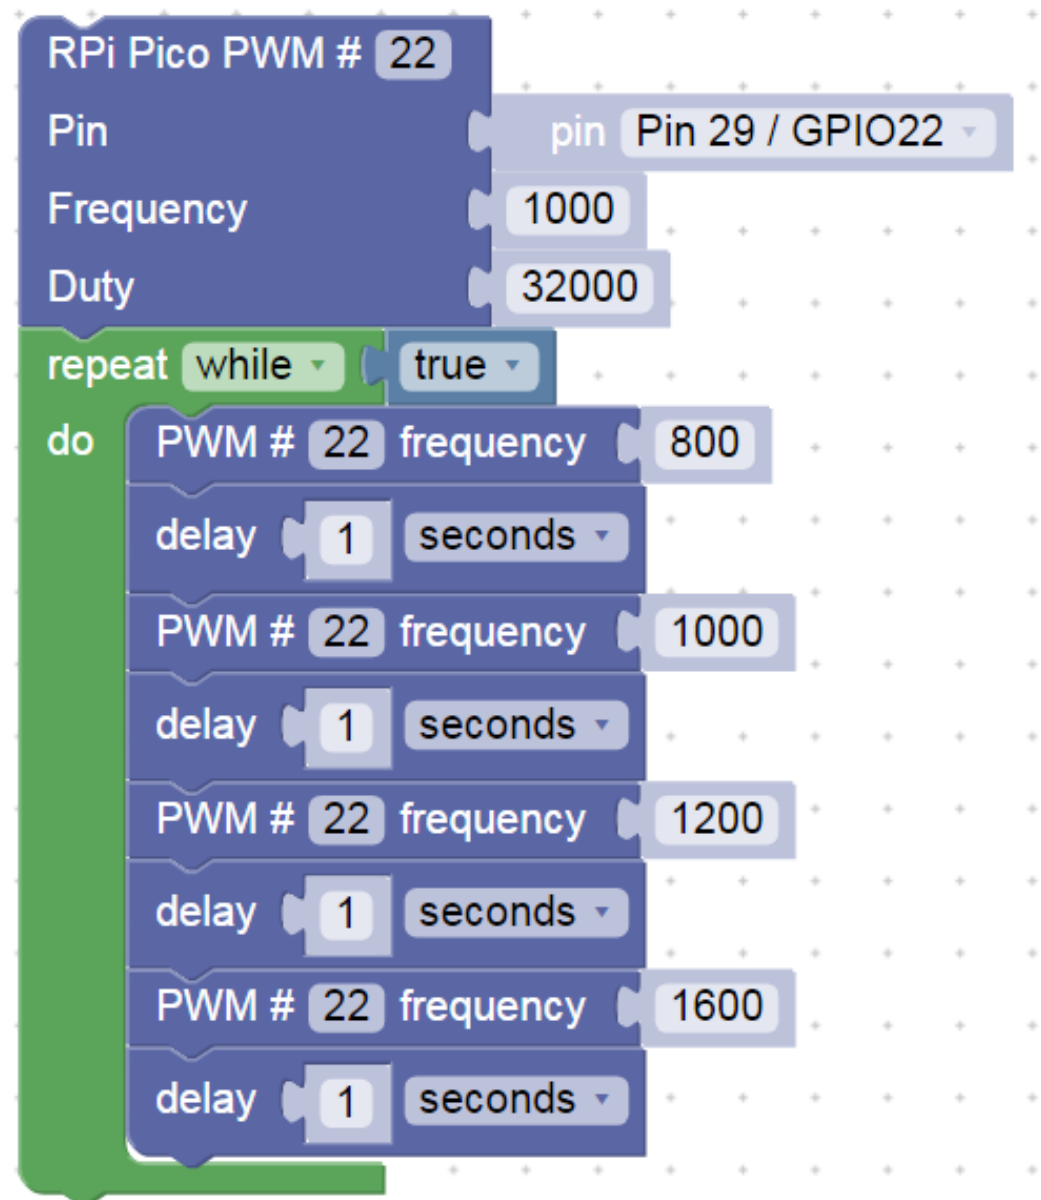 RPi Pico PWM # 22
Pin pin Pin 29 / GPIO22
Frequency 1000
Duty 32000
repeat while true
do PWM # 22 frequency 800
delay 1 seconds
PWM # 22 frequency 1000
delay 1 seconds
PWM # 22 frequency 1200
delay 1 seconds
PWM # 22 frequency 1600
delay 1 seconds